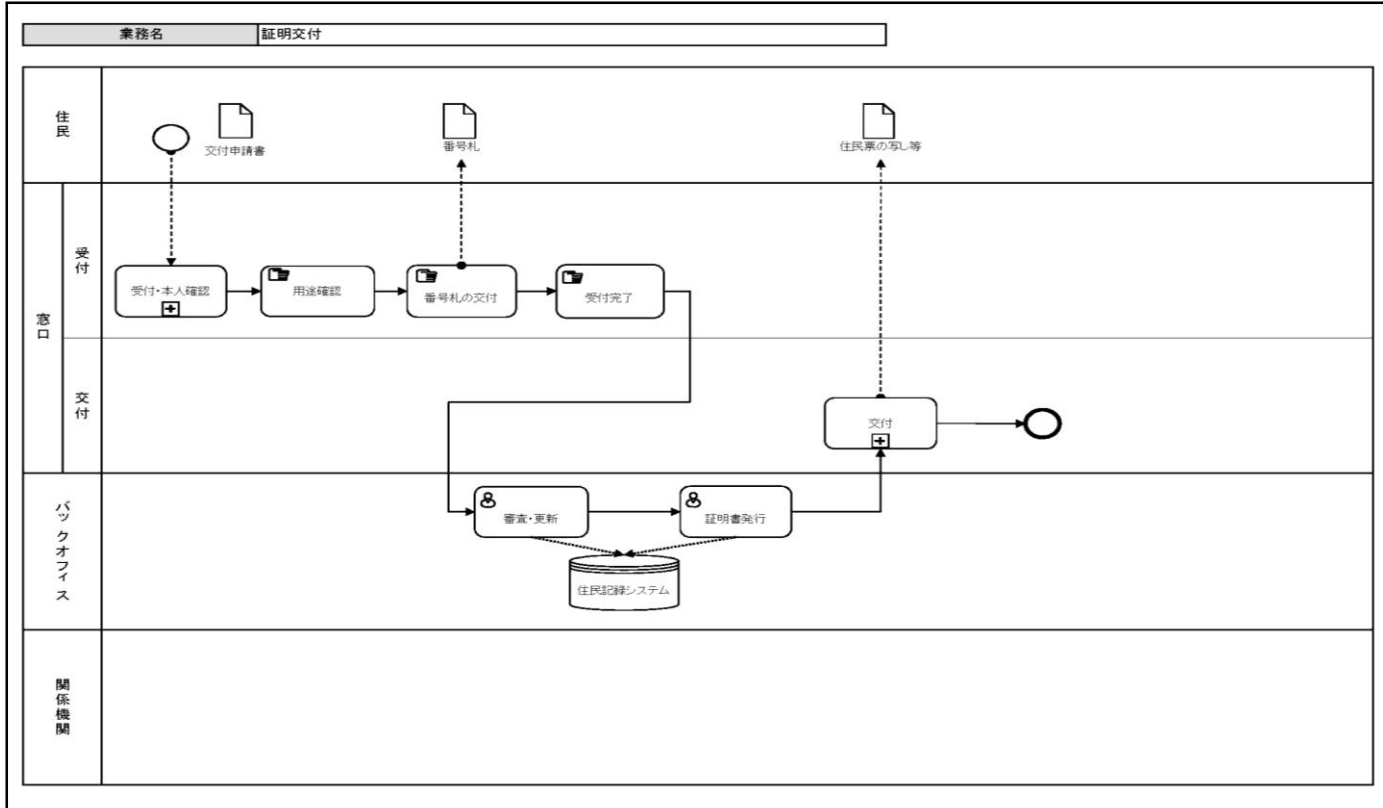 業務名
証明交付
住民
交付申請書
番号札
住民票の写し等
窓口
受付
受付・本人確認
用途確認
番号札の交付
受付完了
交付
交付
バックオフィス
審査・更新
証明書発行
住民記録システム
関係機関